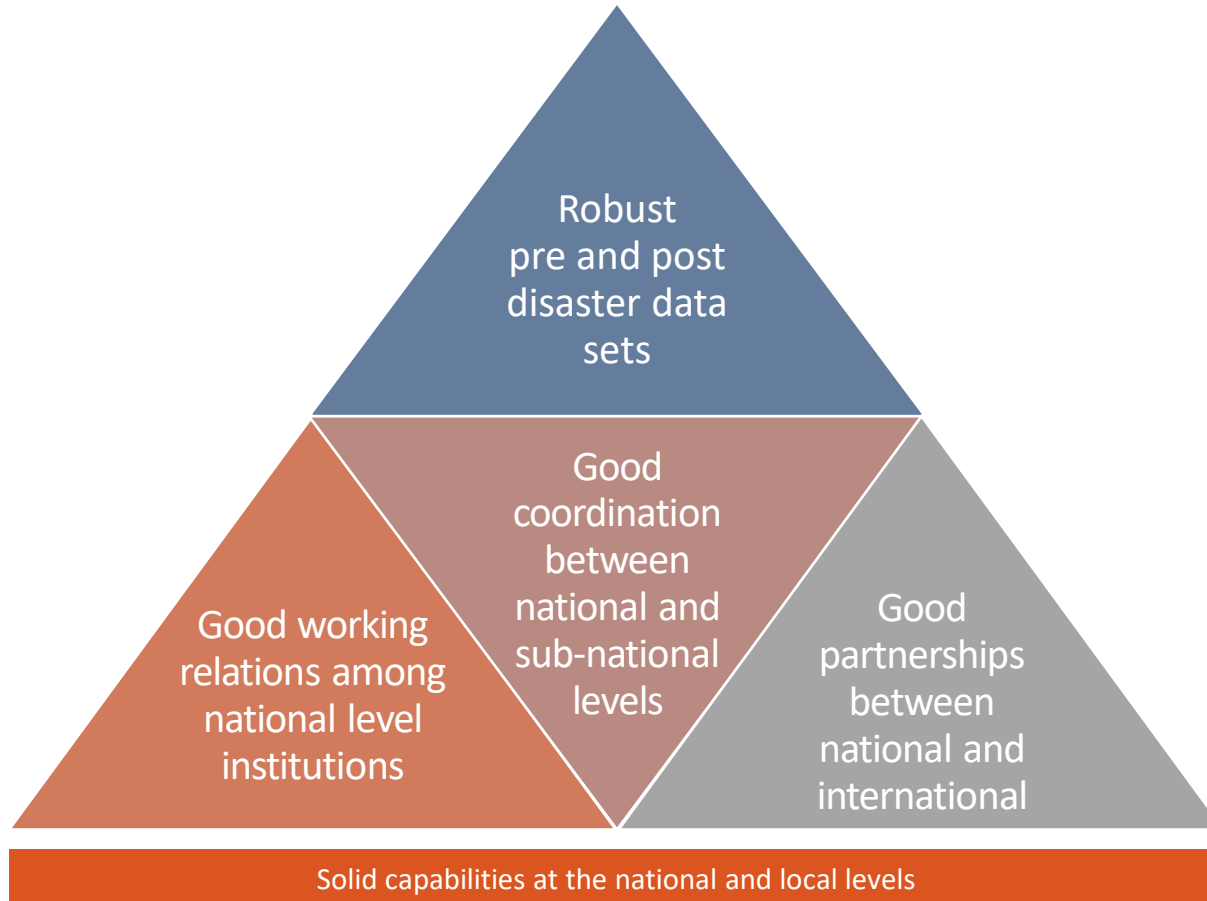 Robust
pre and post
disaster data
sets
Good
coordination
between
national and
sub-national
levels
Good working
relations among
national level
institutions
Good
partnerships
between
national and
international
Solid capabilities at the national and local levels